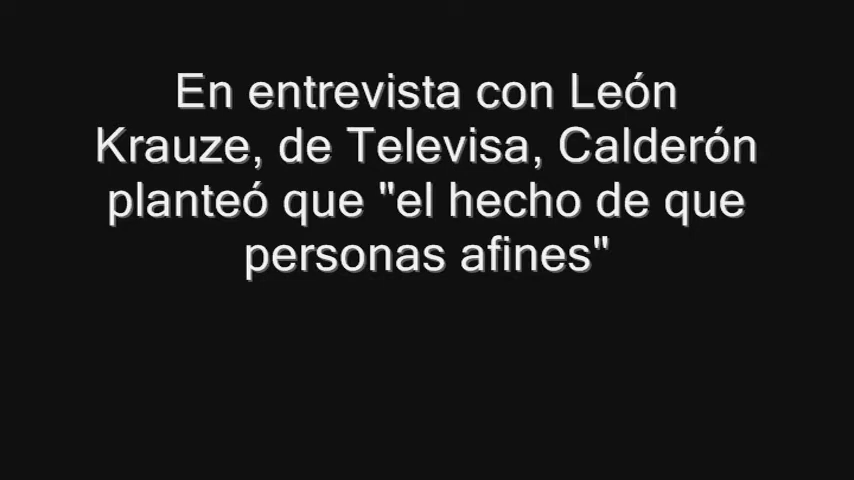 En entrevista con León
Krauze, de Televisa, Calderón
planteó que "el hecho de que
personas afines"